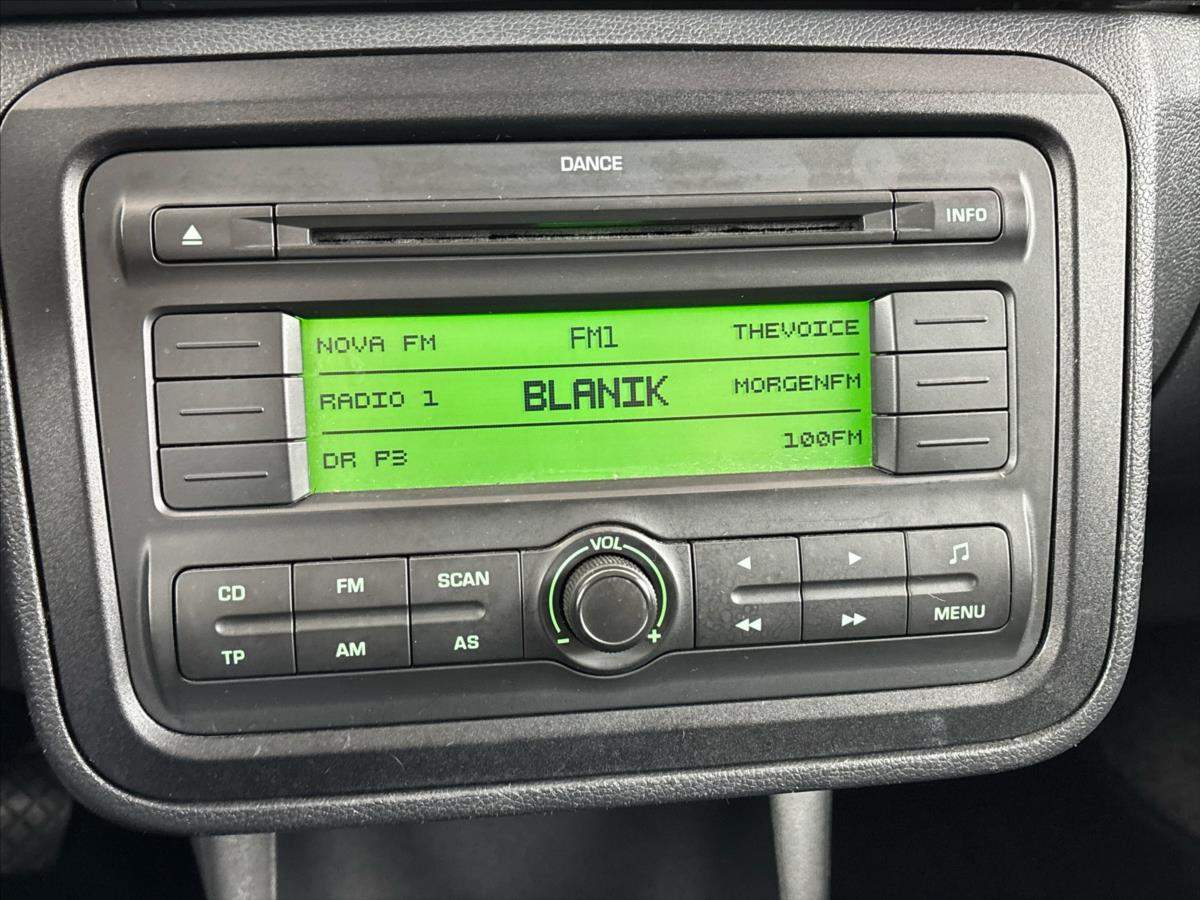 DANCE
INFO
NOVA FM FM1 THEVOICE
RADIO 1 BLANIK MORGENFM
DR P3 100FM
VOL
CD FM SCAN
TP AM AS - + MENU